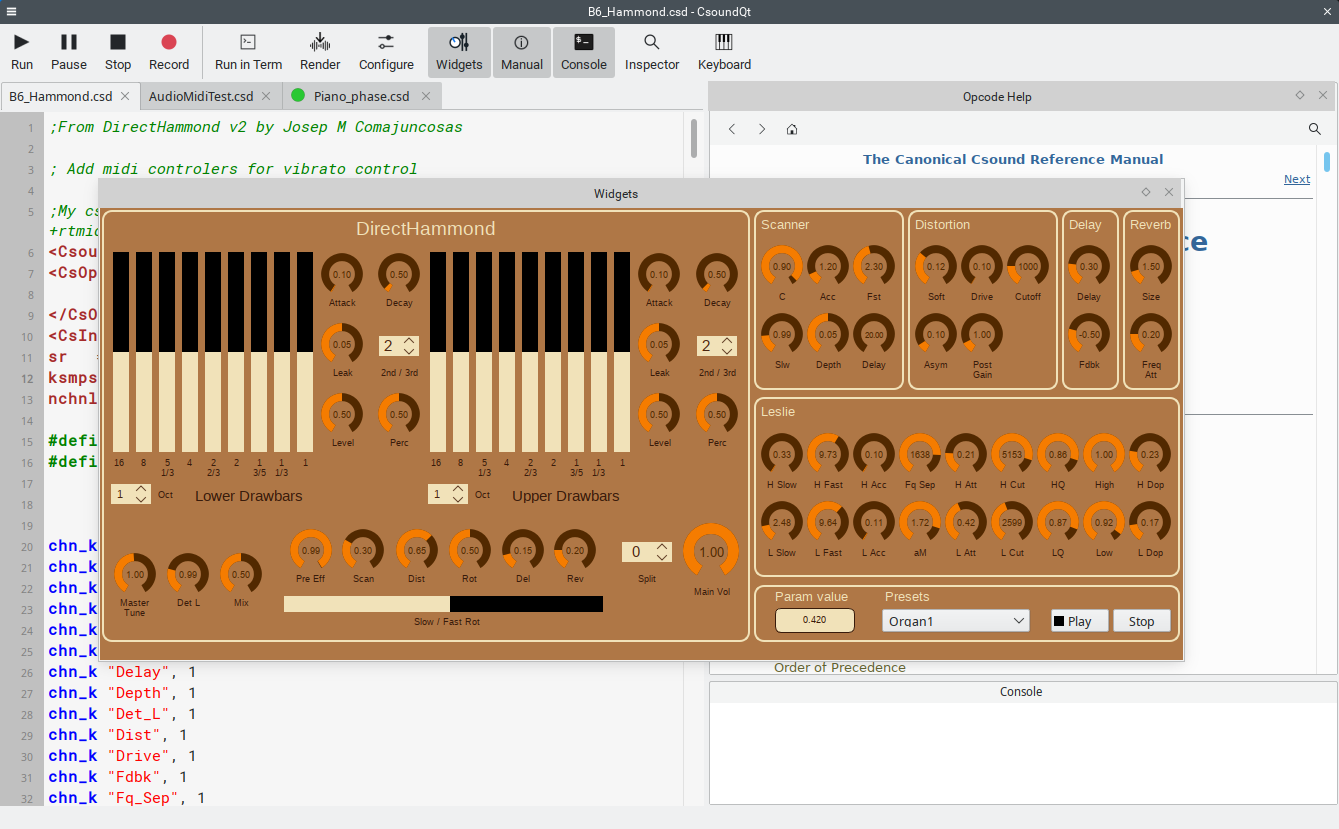 B6_Hammond.csd - CsoundQt
Run Pause Stop Record Run in Term Render Configure Widgets Manual Console Inspector Keyboard
B6_Hammond.csd AudioMidiTest.csd Piano_phase.csd
1 ;From DirectHammond v2 by Josep M Comajuncosas
2
3 ; Add midi controlers for vibrato control
4
5 ;My cs
+rtmid
6 <Csou
7 <CsOp
8
9 </CsO
10 <CsIn
11 sr =
12 ksmps
13 nchnl
14
15 #defi
16 #defi
17
18
19
20 chn_k
21 chn_k
22 chn_k
23 chn_k
24 chn_k
25 chn_k
26 chn_k "Delay", 1
27 chn_k "Depth", 1
28 chn_k "Det_L", 1
29 chn_k "Dist", 1
30 chn_k "Drive", 1
31 chn_k "Fdbk", 1
32 chn_k "Fq_Sep", 1
Opcode Help
The Canonical Csound Reference Manual
Next
ce
Order of Precedence
Console
Widgets
DirectHammond
0.10 0.50
Attack Decay
0.05 2
Leak 2nd / 3rd
0.50 0.50
Level Perc
16 8 5 4 2 2 1 1 1
1/3 2/3 3/5 1/3
1 Oct Lower Drawbars
0.10 0.50
Attack Decay
0.05 2
Leak 2nd / 3rd
0.50 0.50
Level Perc
16 8 5 4 2 2 1 1 1
1/3 2/3 3/5 1/3
1 Oct Upper Drawbars
1.00 0.99 0.50
Master Det L Mix
Tune
0.99 0.30 0.65 0.50 0.15 0.20
Pre Eff Scan Dist Rot Del Rev
Slow / Fast Rot
0
Split
1.00
Main Vol
Scanner
0.90 1.20 2.30
C Acc Fst
0.99 0.05 20.00
Slw Depth Delay
Distortion
0.12 0.10 1000
Soft Drive Cutoff
0.10 1.00
Asym Post
Gain
Delay
0.30
Delay
-0.50
Fdbk
Reverb
1.50
Size
0.20
Freq
Att
Leslie
0.33 9.73 0.10 1638 0.21 5153 0.86 1.00 0.23
H Slow H Fast H Acc Fq Sep H Att H Cut HQ High H Dop
2.48 9.64 0.11 1.72 0.42 2599 0.87 0.92 0.17
L Slow L Fast L Acc aM L Att L Cut LQ Low L Dop
Param value Presets
0.420 Organ1 Play Stop